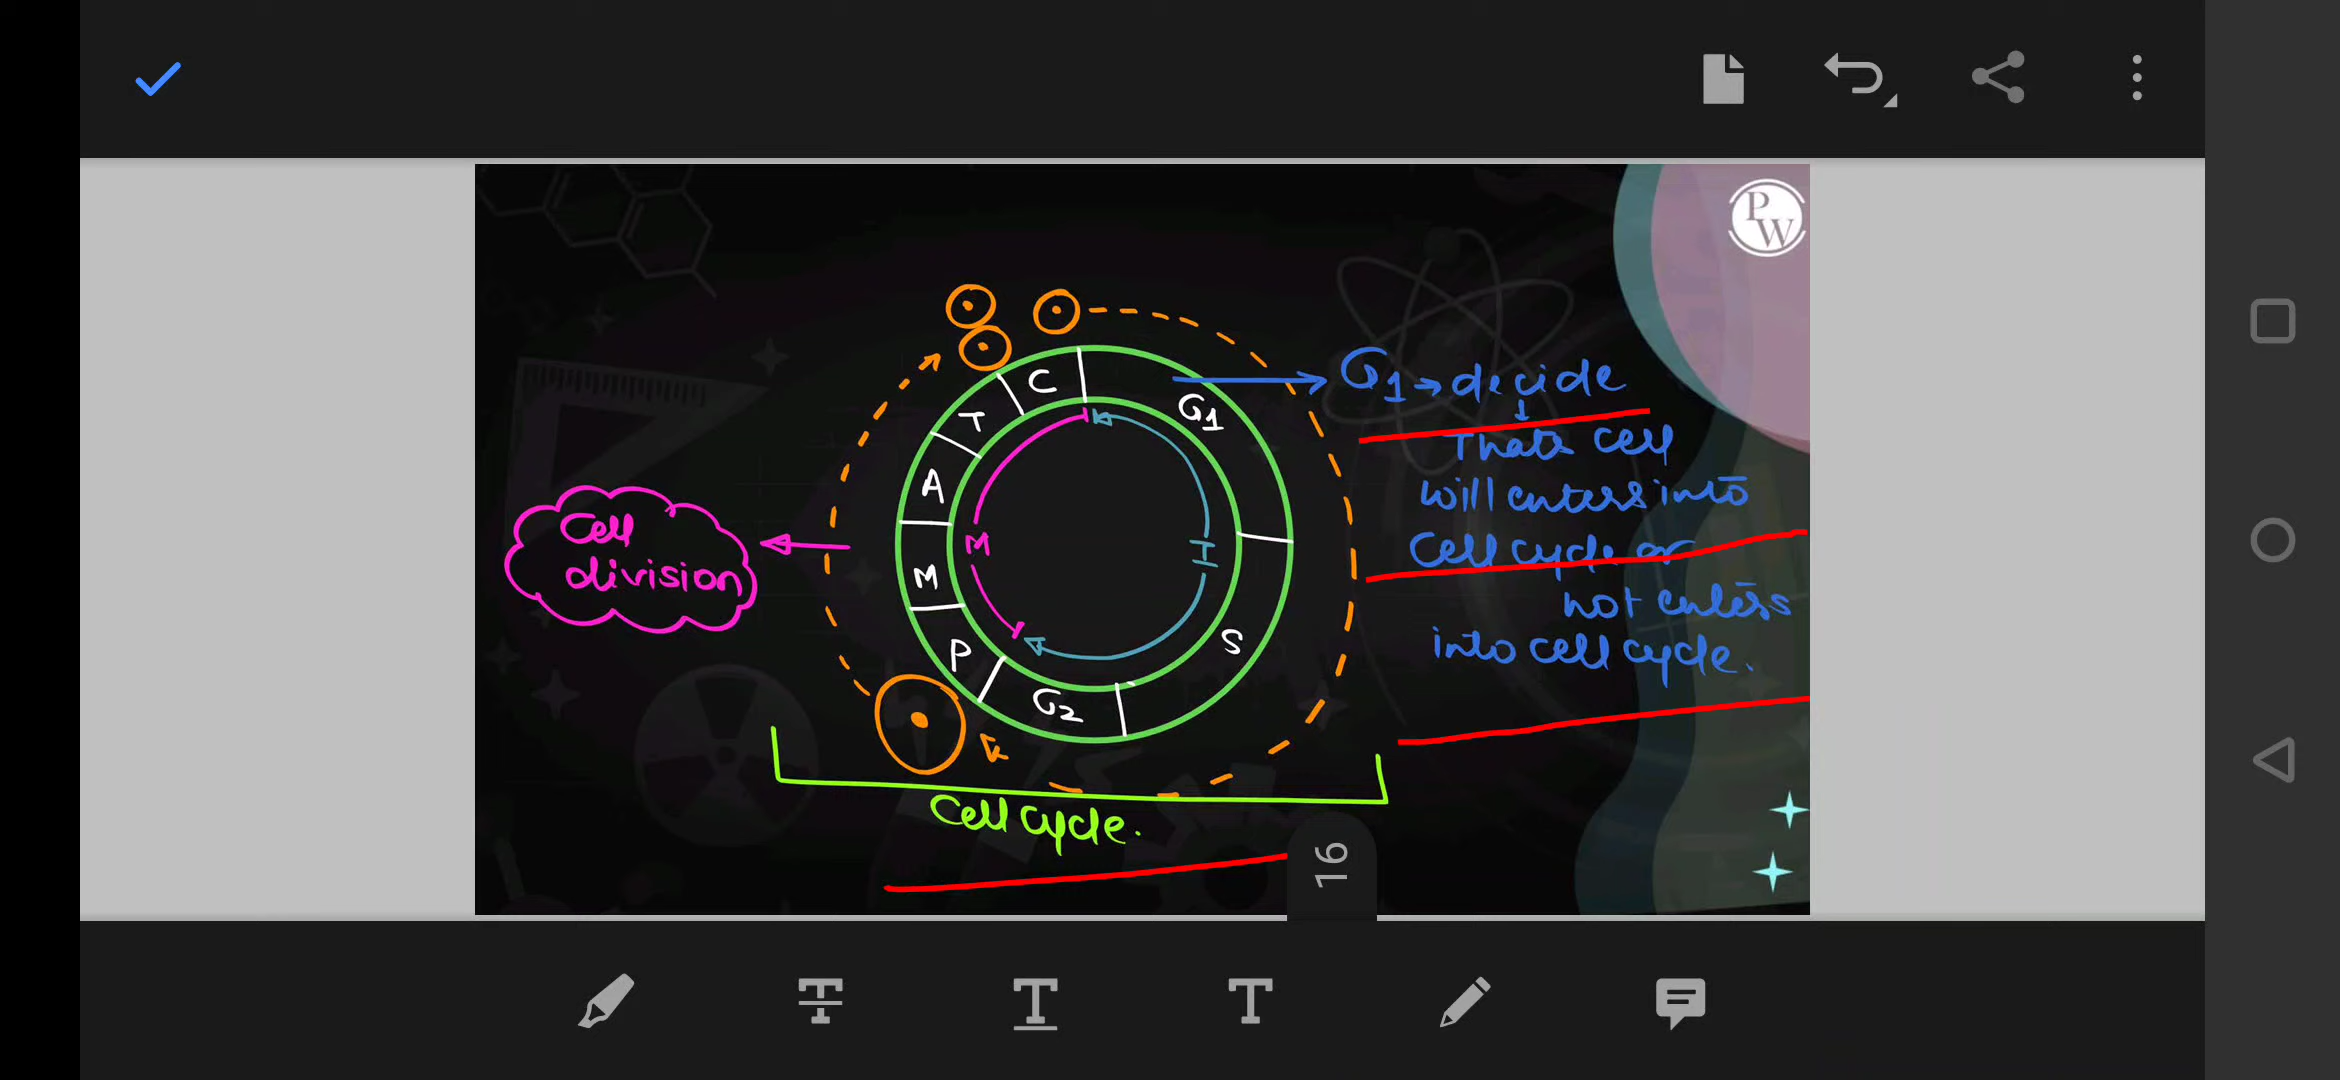 PW
C
T
G1
A
M
P
G2
S
M
I
G1 → decide
Thats cell
will enters into
Cell cycle or
not enters
into cell cycle.
Cell
division
Cell cycle.
16